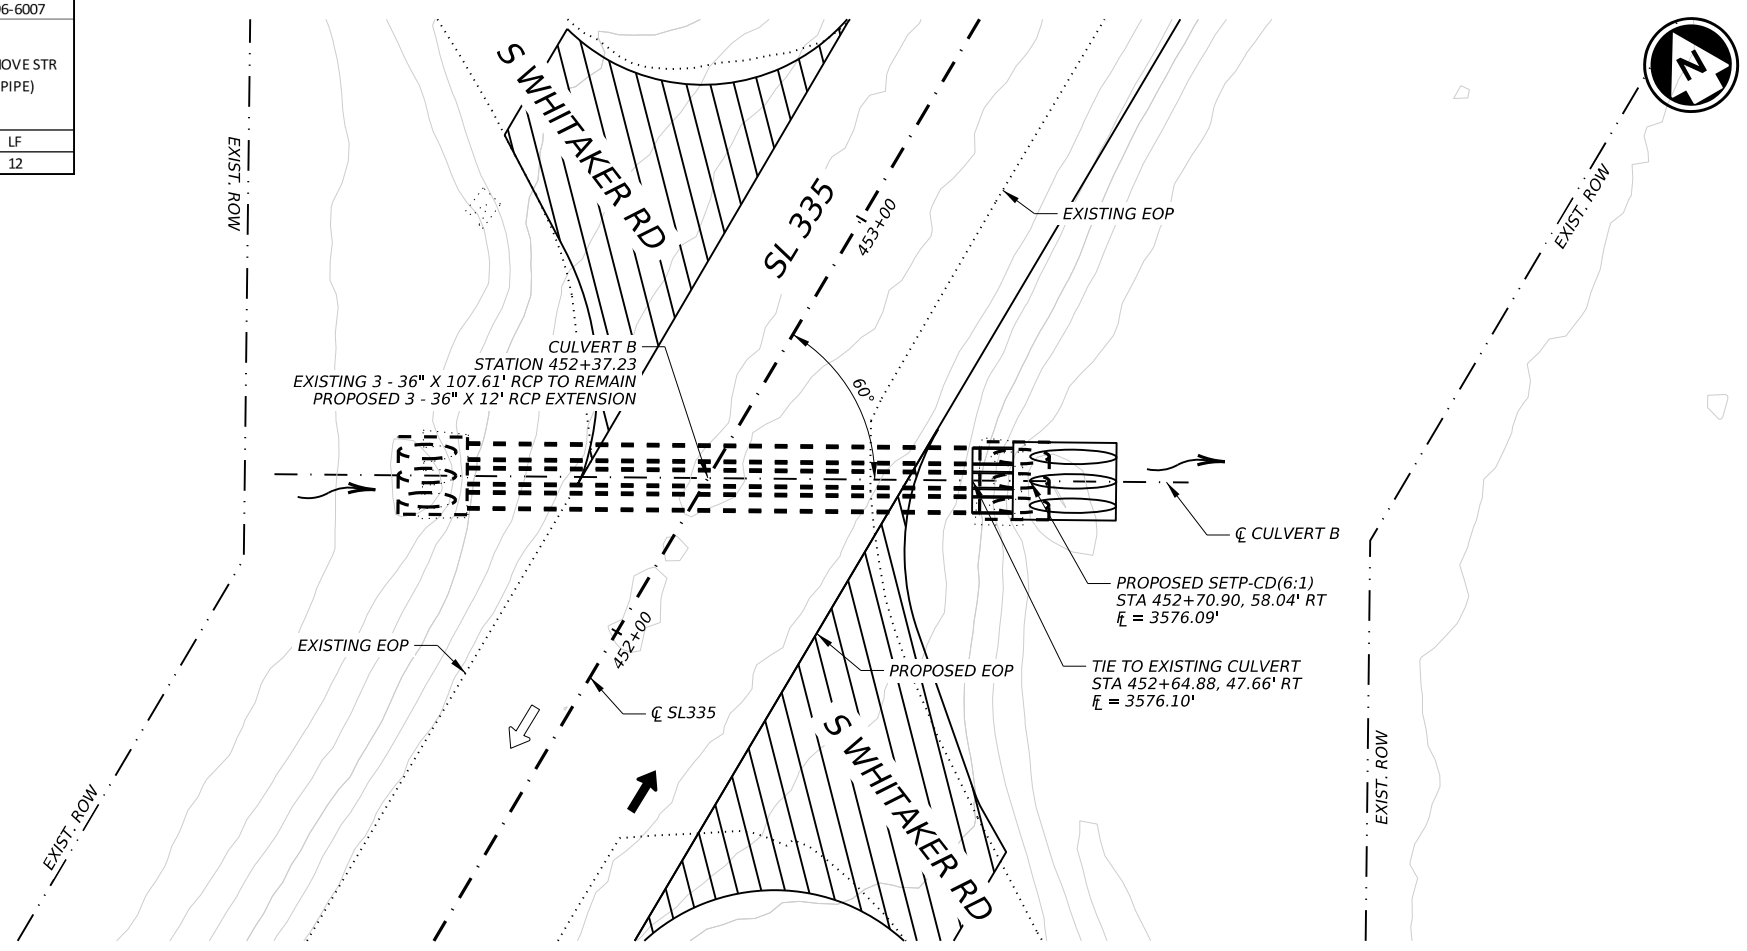 96-6007
MOVE STR
PIPE)
LF
12
N
S WHITAKER RD
EXIST. ROW
SL 335
453+00
EXISTING EOP
EXIST. ROW
CULVERT B
STATION 452+37.23
EXISTING 3 - 36" X 107.61' RCP TO REMAIN
PROPOSED 3 - 36" X 12' RCP EXTENSION
60°
℄ CULVERT B
PROPOSED SETP-CD(6:1)
STA 452+70.90, 58.04' RT
FL = 3576.09'
452+00
EXISTING EOP
PROPOSED EOP
TIE TO EXISTING CULVERT
STA 452+64.88, 47.66' RT
FL = 3576.10'
℄ SL335
S WHITAKER RD
EXIST. ROW
EXIST. ROW